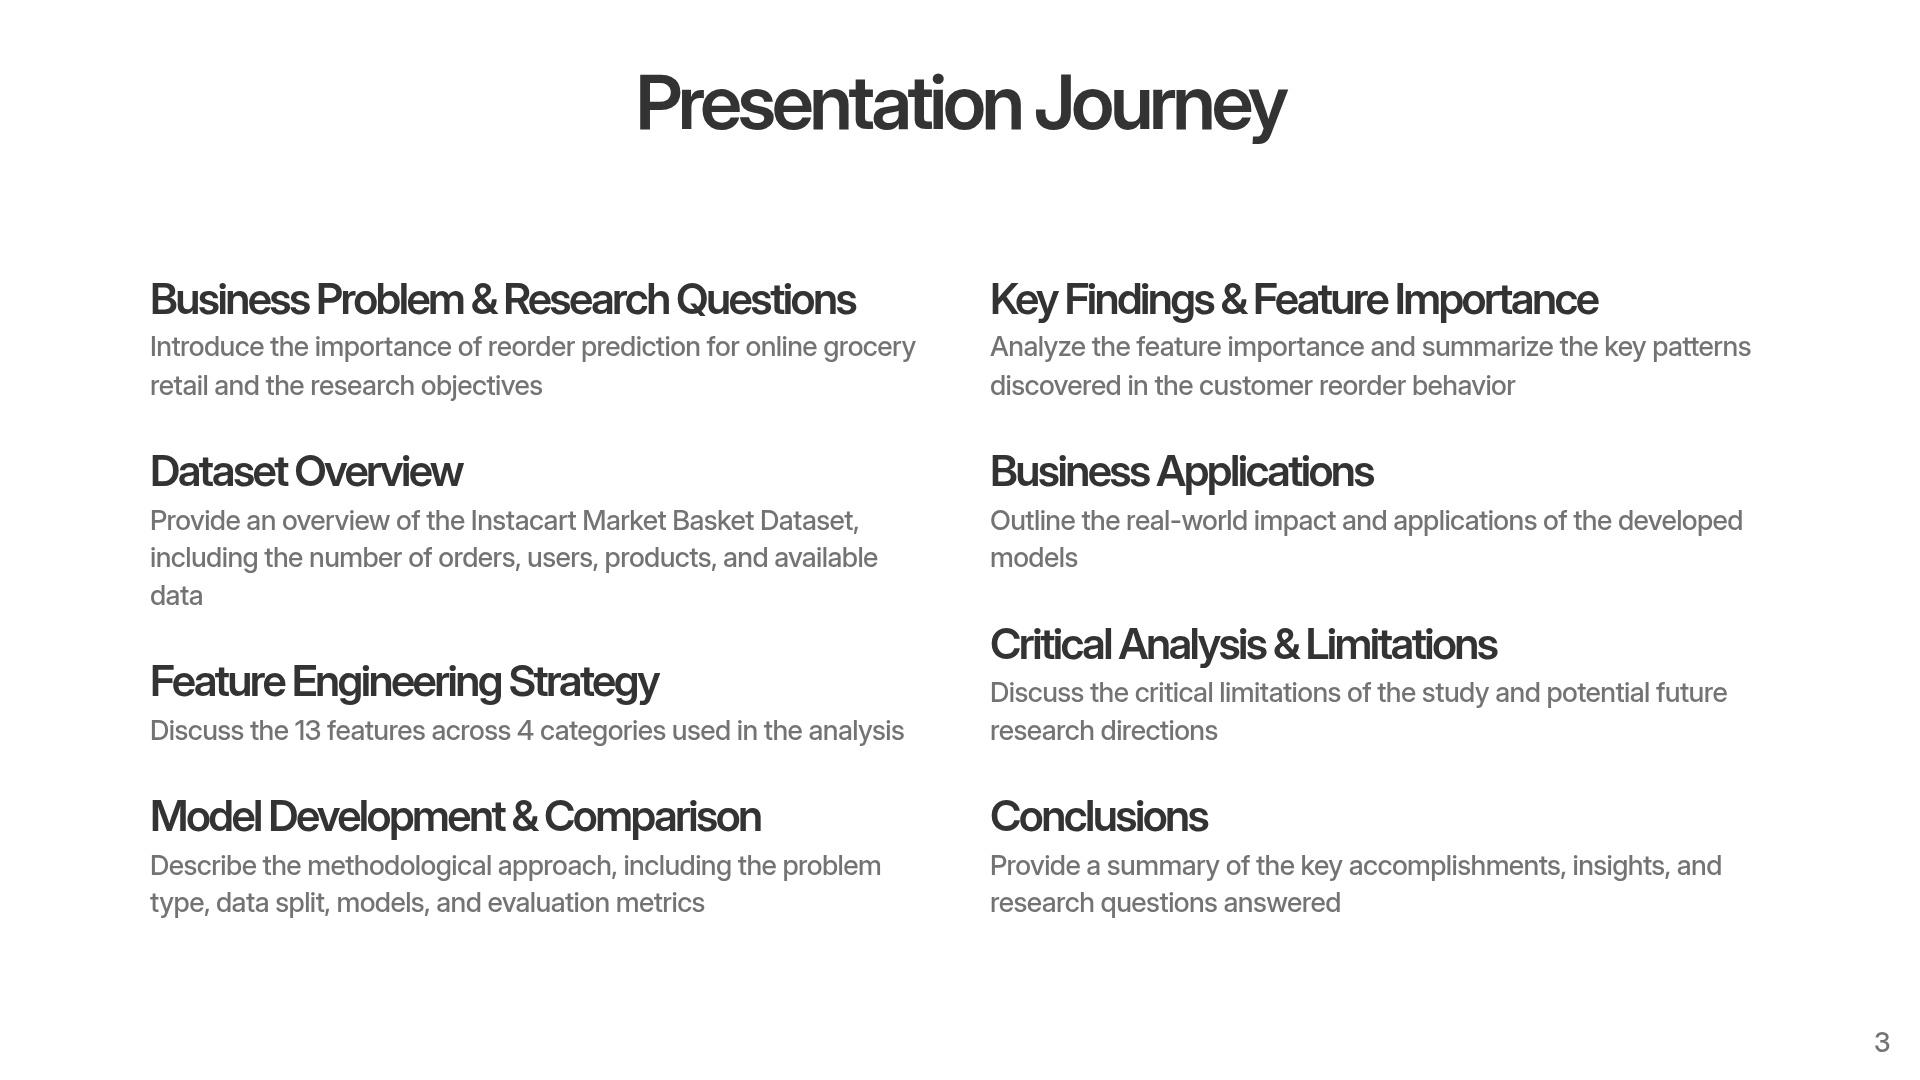 Presentation Journey
Business Problem & Research Questions
Introduce the importance of reorder prediction for online grocery
retail and the research objectives
Dataset Overview
Provide an overview of the Instacart Market Basket Dataset,
including the number of orders, users, products, and available
data
Feature Engineering Strategy
Discuss the 13 features across 4 categories used in the analysis
Model Development & Comparison
Describe the methodological approach, including the problem
type, data split, models, and evaluation metrics
Key Findings & Feature Importance
Analyze the feature importance and summarize the key patterns
discovered in the customer reorder behavior
Business Applications
Outline the real-world impact and applications of the developed
models
Critical Analysis & Limitations
Discuss the critical limitations of the study and potential future
research directions
Conclusions
Provide a summary of the key accomplishments, insights, and
research questions answered
3